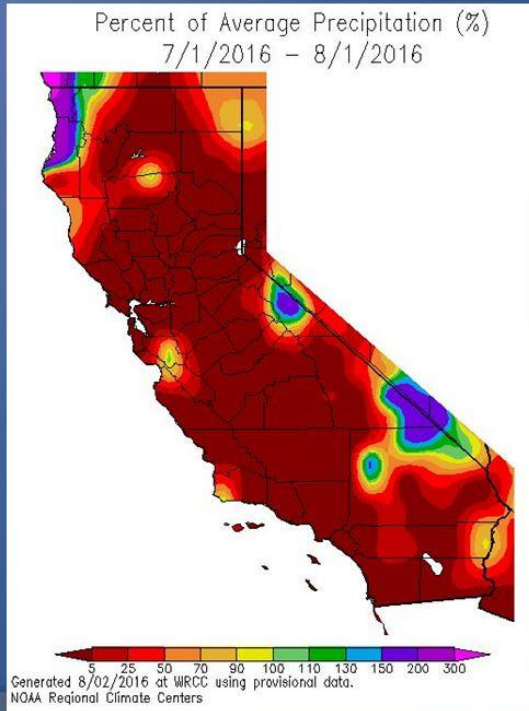 Percent of Average Precipitation (%)
7/1/2016 – 8/1/2016
5 25 50 70 90 100 110 130 150 200 300
Generated 8/02/2016 at WRCC using provisional data.
NOAA Regional Climate Centers